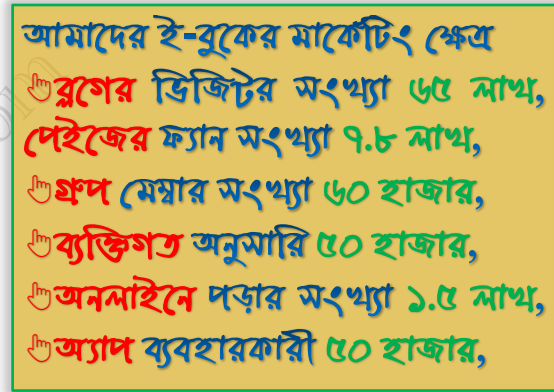 আমাদের ই-বুকের মার্কেটিং ক্ষেত্র
ব্লগের ভিজিটর সংখ্যা ৬৫ লাখ,
পেইজের ফ্যান সংখ্যা ৭.৮ লাখ,
গ্রুপ মেম্বার সংখ্যা ৬০ হাজার,
ব্যক্তিগত অনুসারি ৫০ হাজার,
অনলাইনে পড়ার সংখ্যা ১.৫ লাখ,
অ্যাপ ব্যবহারকারী ৫০ হাজার,